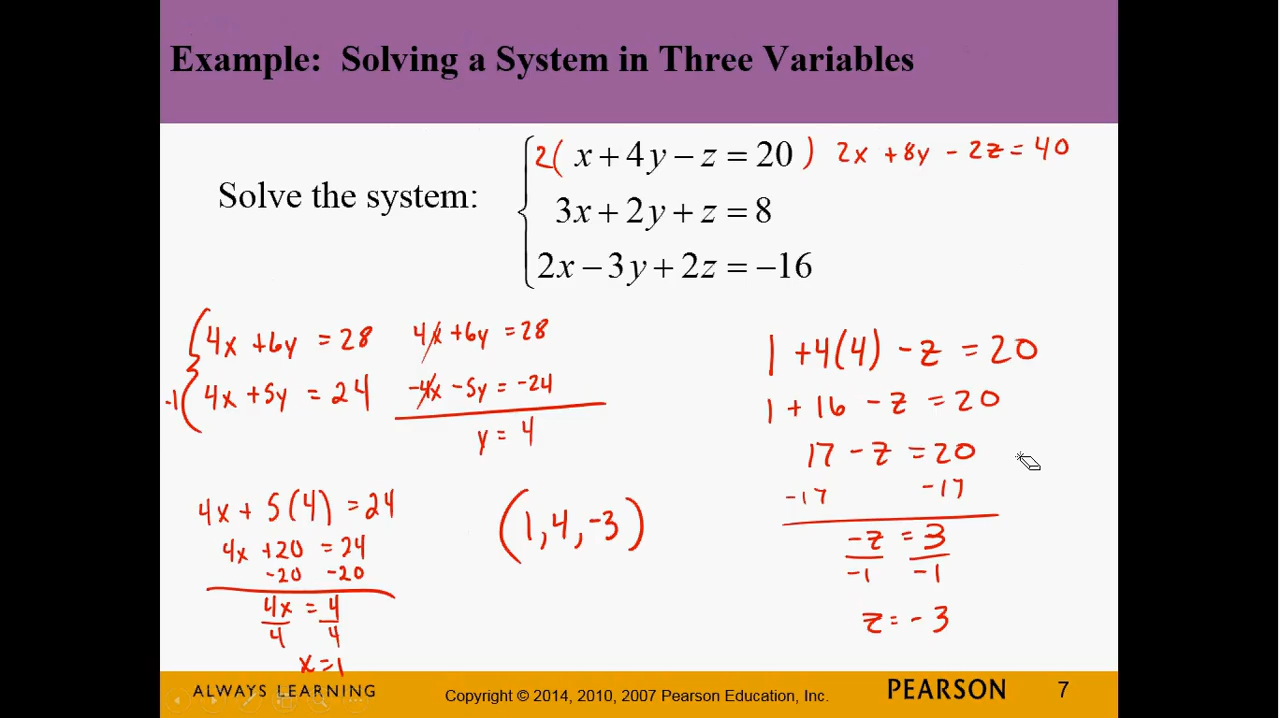 Example: Solving a System in Three Variables
2( x + 4y − z = 20 ) 2x + 8y - 2z = 40
Solve the system:
3x + 2y + z = 8
2x − 3y + 2z = −16
4x + 6y = 28
-1 4x + 5y = 24
4x + 6y = 28
-4x - 5y = -24
y = 4
4x + 5(4) = 24
4x + 20 = 24
-20 -20
4x = 4
4 4
x = 1
(1, 4, -3)
1 + 4(4) - z = 20
1 + 16 - z = 20
17 - z = 20
-17 -17
-z = 3
-1 -1
z = -3
ALWAYS LEARNING
Copyright © 2014, 2010, 2007 Pearson Education, Inc.
PEARSON
7